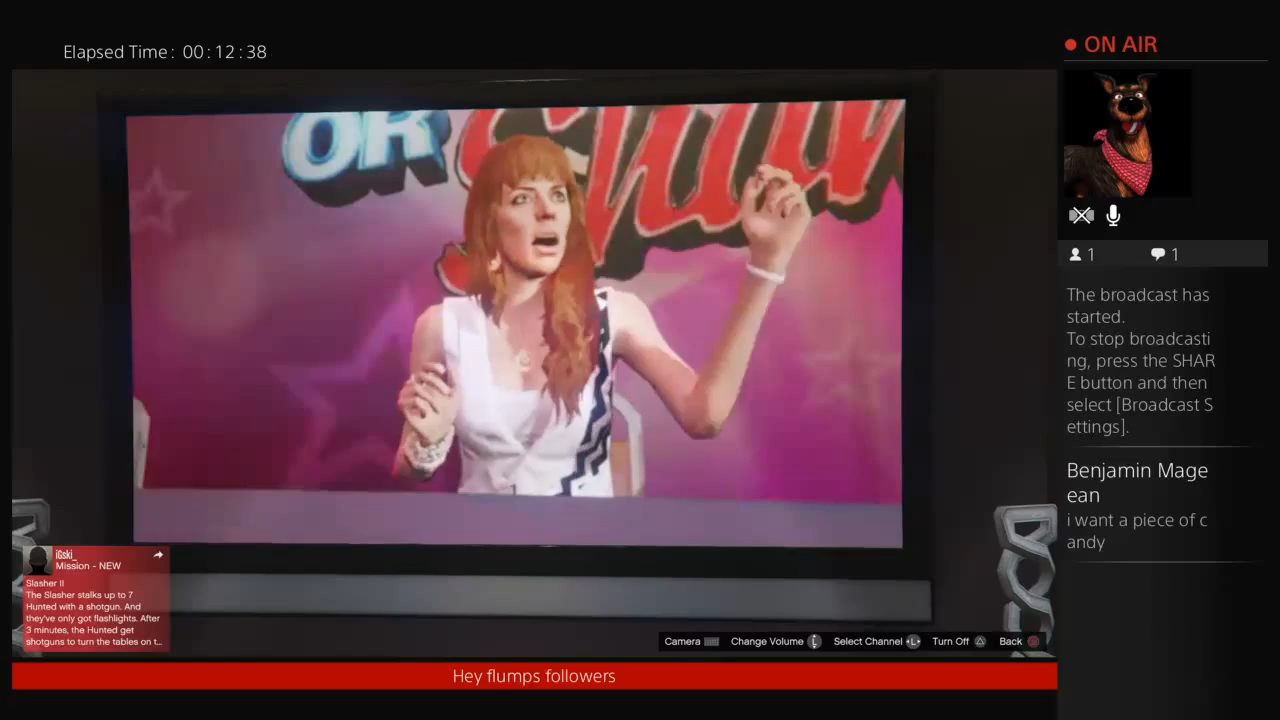 Elapsed Time: 00:12:38
ON AIR
OR
1
1
The broadcast has
started.
To stop broadcasti
ng, press the SHAR
E button and then
select [Broadcast S
ettings].
Benjamin Mage
ean
i want a piece of c
andy
iGski_
Mission - NEW
Slasher II
The Slasher stalks up to 7
Hunted with a shotgun. And
they've only got flashlights. After
3 minutes, the Hunted get
shotguns to turn the tables on t...
Camera Change Volume L Select Channel L Turn Off Back
Hey flumps followers